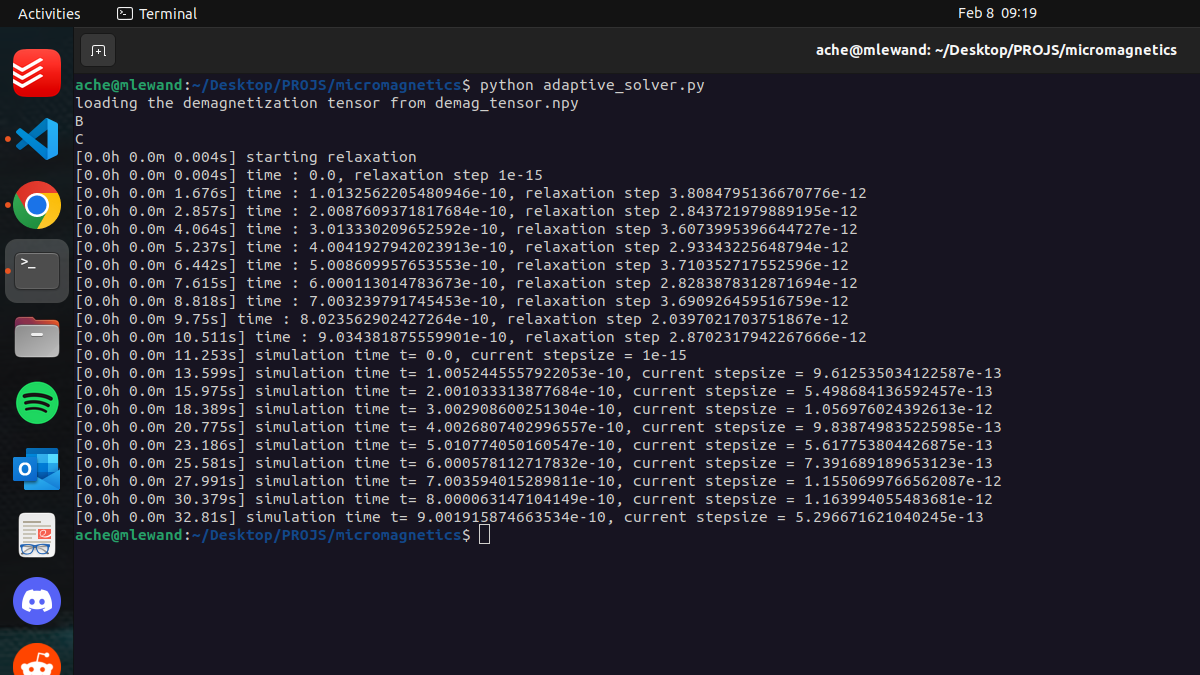 Activities
Terminal
Feb 8 09:19
ache@mlewand: ~/Desktop/PROJS/micromagnetics
ache@mlewand:~/Desktop/PROJS/micromagnetics$ python adaptive_solver.py
loading the demagnetization tensor from demag_tensor.npy
B
C
[0.0h 0.0m 0.004s] starting relaxation
[0.0h 0.0m 0.004s] time : 0.0, relaxation step 1e-15
[0.0h 0.0m 1.676s] time : 1.0132562205480946e-10, relaxation step 3.8084795136670776e-12
[0.0h 0.0m 2.857s] time : 2.0087609371817684e-10, relaxation step 2.843721979889195e-12
[0.0h 0.0m 4.064s] time : 3.013330209652592e-10, relaxation step 3.6073995396644727e-12
[0.0h 0.0m 5.237s] time : 4.0041927942023913e-10, relaxation step 2.93343225648794e-12
[0.0h 0.0m 6.442s] time : 5.008609957653553e-10, relaxation step 3.710352717552596e-12
[0.0h 0.0m 7.615s] time : 6.000113014783673e-10, relaxation step 2.8283878312871694e-12
[0.0h 0.0m 8.818s] time : 7.003239791745453e-10, relaxation step 3.690926459516759e-12
[0.0h 0.0m 9.75s] time : 8.023562902427264e-10, relaxation step 2.0397021703751867e-12
[0.0h 0.0m 10.511s] time : 9.034381875559901e-10, relaxation step 2.8702317942267666e-12
[0.0h 0.0m 11.253s] simulation time t= 0.0, current stepsize = 1e-15
[0.0h 0.0m 13.599s] simulation time t= 1.0052445557922053e-10, current stepsize = 9.612535034122587e-13
[0.0h 0.0m 15.975s] simulation time t= 2.001033313877684e-10, current stepsize = 5.498684136592457e-13
[0.0h 0.0m 18.389s] simulation time t= 3.002908600251304e-10, current stepsize = 1.056976024392613e-12
[0.0h 0.0m 20.775s] simulation time t= 4.0026807402996557e-10, current stepsize = 9.838749835225985e-13
[0.0h 0.0m 23.186s] simulation time t= 5.010774050160547e-10, current stepsize = 5.617753804426875e-13
[0.0h 0.0m 25.581s] simulation time t= 6.000578112717832e-10, current stepsize = 7.391689189653123e-13
[0.0h 0.0m 27.991s] simulation time t= 7.003594015289811e-10, current stepsize = 1.1550699766562087e-12
[0.0h 0.0m 30.379s] simulation time t= 8.000063147104149e-10, current stepsize = 1.163994055483681e-12
[0.0h 0.0m 32.81s] simulation time t= 9.001915874663534e-10, current stepsize = 5.296671621040245e-13
ache@mlewand:~/Desktop/PROJS/micromagnetics$